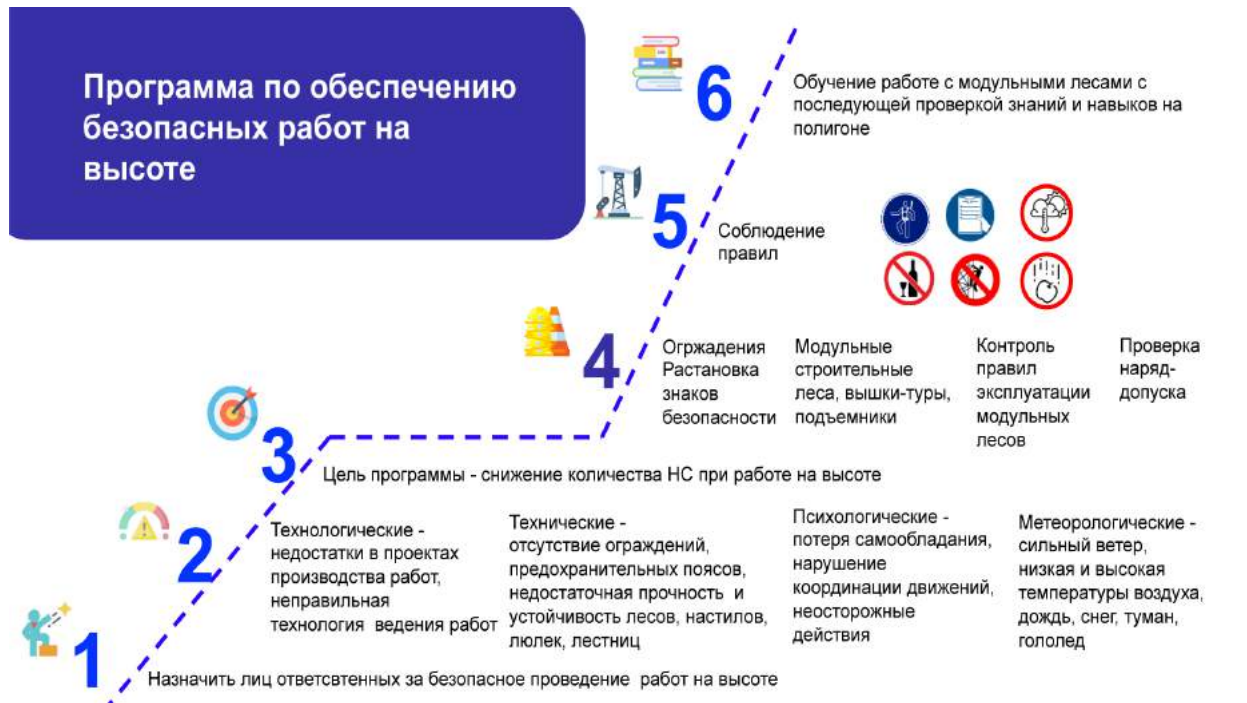 Программа по обеспечению
безопасных работ на
высоте
6
Обучение работе с модульными лесами с
последующей проверкой знаний и навыков на
полигоне
5
Соблюдение
правил
4
Огрждения
Растановка
знаков
безопасности
Модульные
строительные
леса, вышки-туры,
подъемники
Контроль
правил
эксплуатации
модульных
лесов
Проверка
наряд-
допуска
3
Цель программы - снижение количества НС при работе на высоте
2
Технологические -
недостатки в проектах
производства работ,
неправильная
технология ведения работ
Технические -
отсутствие ограждений,
предохранительных поясов,
недостаточная прочность и
устойчивость лесов, настилов,
люлек, лестниц
Психологические -
потеря самообладания,
нарушение
координации движений,
неосторожные
действия
Метеорологические -
сильный ветер,
низкая и высокая
температуры воздуха,
дождь, снег, туман,
гололед
1
Назначить лиц ответсвтенных за безопасное проведение работ на высоте